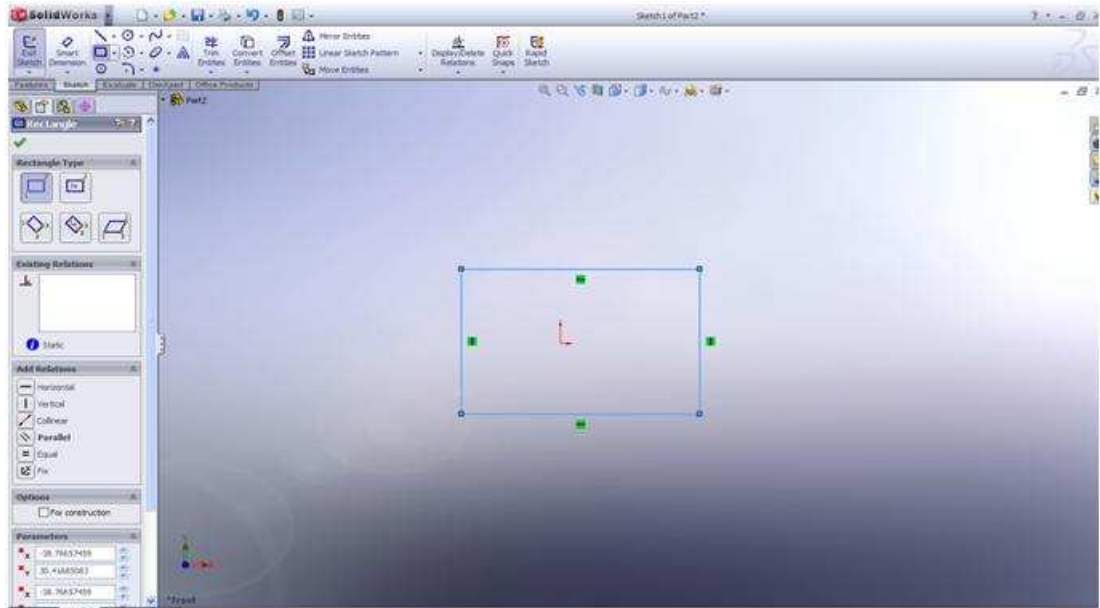 SolidWorks
Sketch1 of Part2 *
Exit Sketch
Smart Dimension
Trim Entities
Convert Entities
Offset Entities
Mirror Entities
Linear Sketch Pattern
Move Entities
Display/Delete Relations
Quick Snaps
Rapid Sketch
Features Sketch Evaluate DimXpert Office Products
Part2
Rectangle
Rectangle Type
Existing Relations
Static
Add Relations
Horizontal
Vertical
Collinear
Parallel
Equal
Fix
Options
For construction
Parameters
*Front